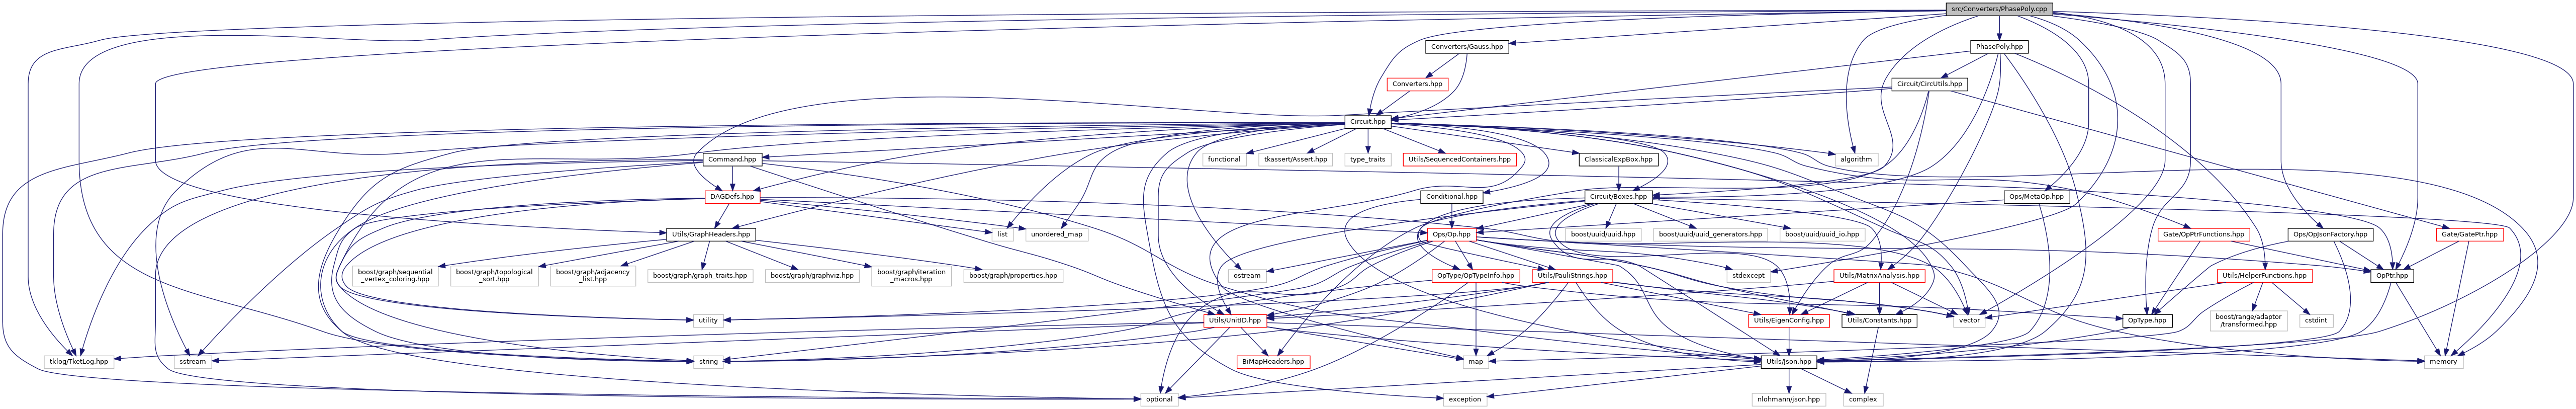 src/Converters/PhasePoly.cpp
Converters/Gauss.hpp
PhasePoly.hpp
Converters.hpp
Circuit/CircUtils.hpp
Circuit.hpp
Command.hpp
functional
tkassert/Assert.hpp
type_traits
Utils/SequencedContainers.hpp
ClassicalExpBox.hpp
algorithm
DAGDefs.hpp
Conditional.hpp
Circuit/Boxes.hpp
Ops/MetaOp.hpp
Utils/GraphHeaders.hpp
list
unordered_map
Ops/Op.hpp
boost/uuid/uuid.hpp
boost/uuid/uuid_generators.hpp
boost/uuid/uuid_io.hpp
Gate/OpPtrFunctions.hpp
Ops/OpJsonFactory.hpp
Gate/GatePtr.hpp
boost/graph/sequential
_vertex_coloring.hpp
boost/graph/topological
_sort.hpp
boost/graph/adjacency
_list.hpp
boost/graph/graph_traits.hpp
boost/graph/graphviz.hpp
boost/graph/iteration
_macros.hpp
boost/graph/properties.hpp
ostream
OpType/OpTypeInfo.hpp
Utils/PauliStrings.hpp
stdexcept
Utils/MatrixAnalysis.hpp
Utils/HelperFunctions.hpp
OpPtr.hpp
utility
Utils/UnitID.hpp
Utils/EigenConfig.hpp
Utils/Constants.hpp
vector
OpType.hpp
boost/range/adaptor
/transformed.hpp
cstdint
tklog/TketLog.hpp
sstream
string
BiMapHeaders.hpp
map
Utils/Json.hpp
memory
optional
exception
nlohmann/json.hpp
complex